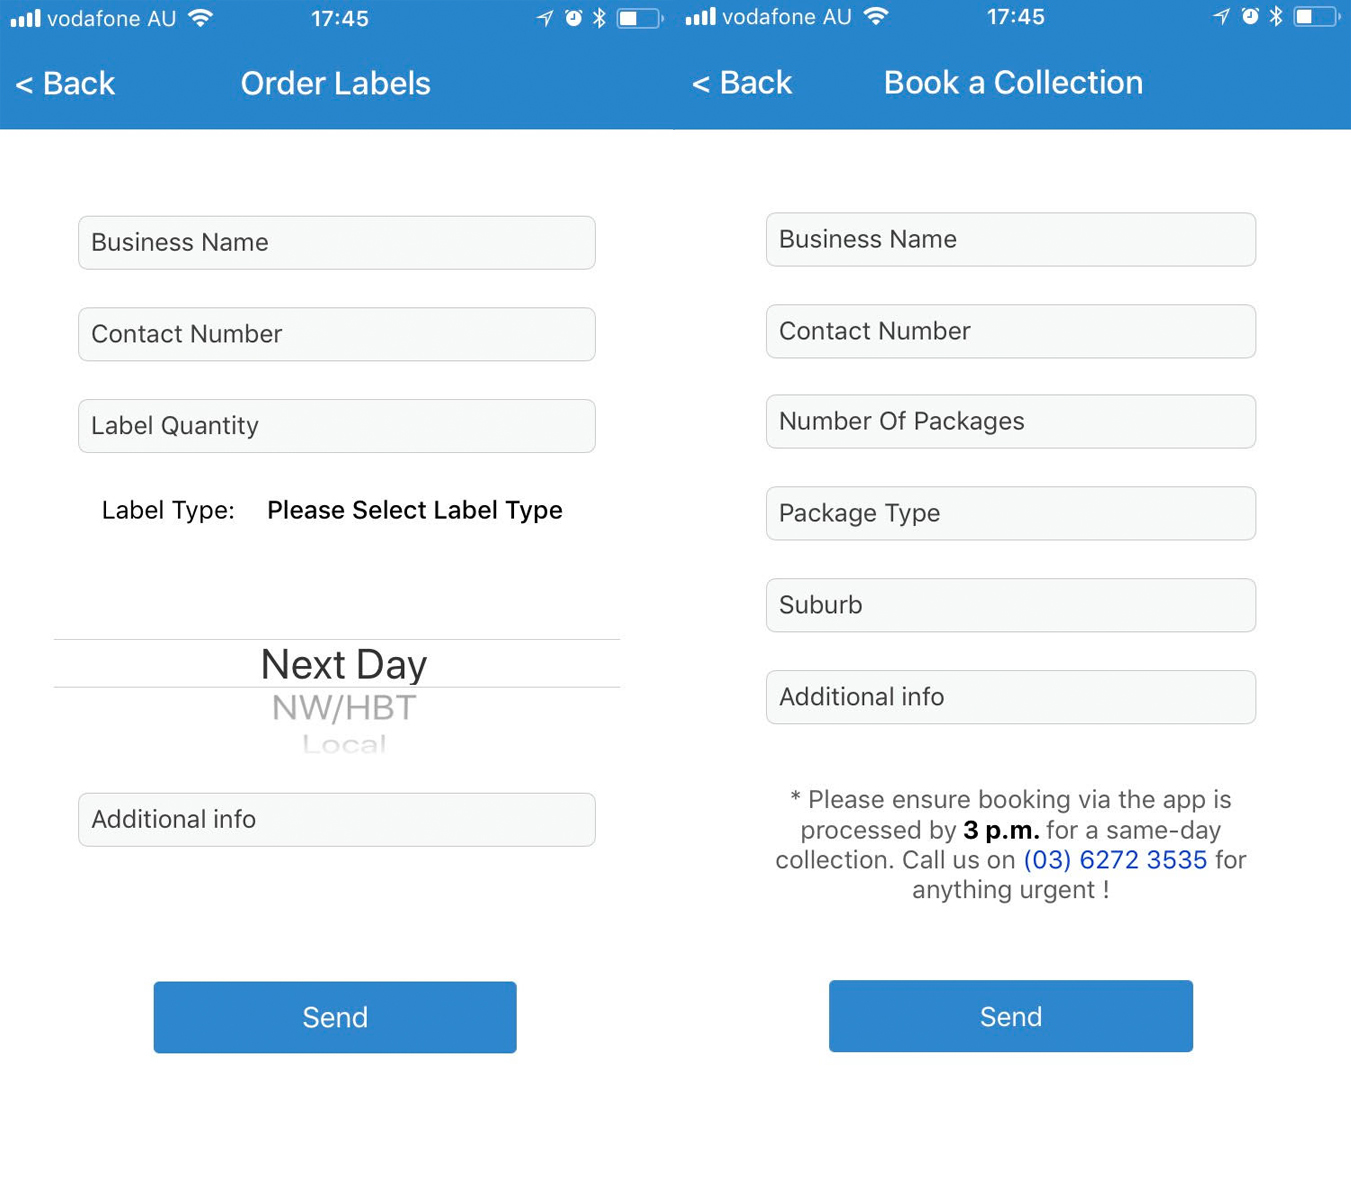 vodafone AU
17:45
< Back
Order Labels
Business Name
Contact Number
Label Quantity
Label Type: Please Select Label Type
Next Day
NW/HBT
Local
Additional info
Send
vodafone AU
17:45
< Back
Book a Collection
Business Name
Contact Number
Number Of Packages
Package Type
Suburb
Additional info
* Please ensure booking via the app is
processed by 3 p.m. for a same-day
collection. Call us on (03) 6272 3535 for
anything urgent !
Send